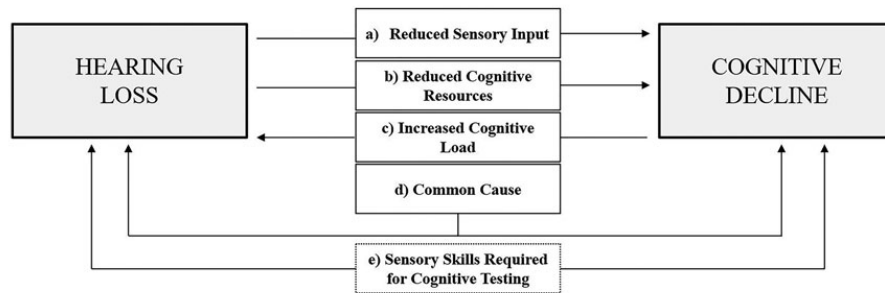 HEARING
LOSS
a) Reduced Sensory Input
b) Reduced Cognitive
Resources
c) Increased Cognitive
Load
d) Common Cause
e) Sensory Skills Required
for Cognitive Testing
COGNITIVE
DECLINE